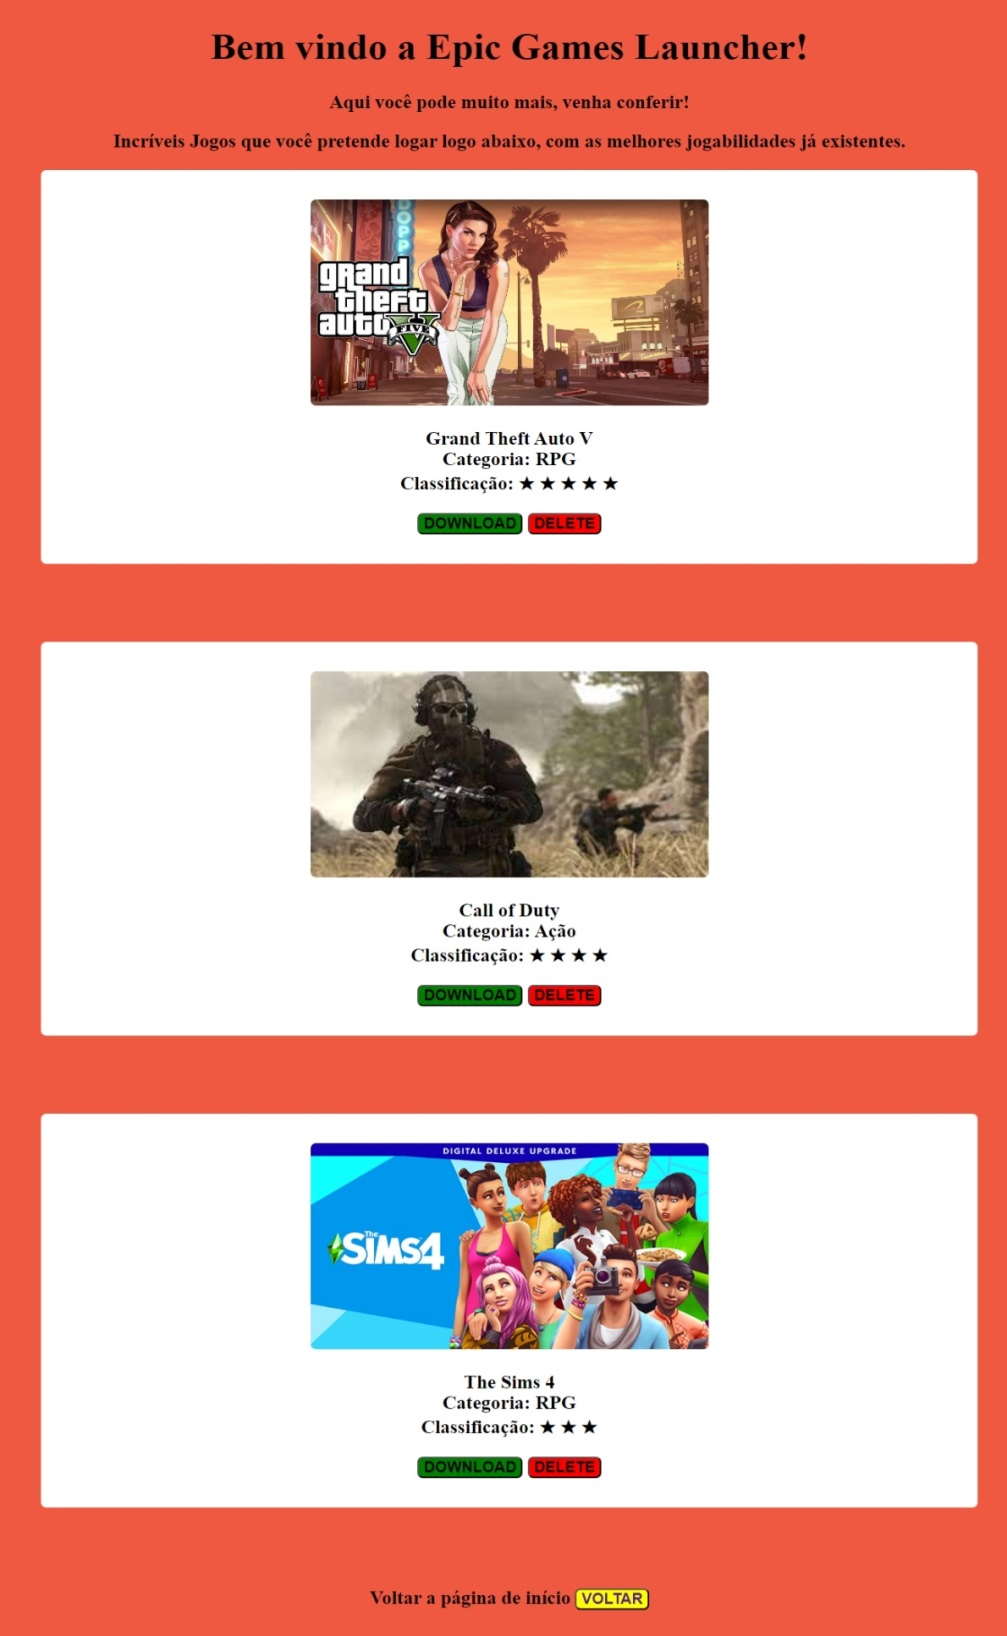 Bem vindo a Epic Games Launcher!
Aqui você pode muito mais, venha conferir!
Incríveis Jogos que você pretende logar logo abaixo, com as melhores jogabilidades já existentes.
DOPP
grand
theft
auto
FIVE
Grand Theft Auto V
Categoria: RPG
Classificação: ★ ★ ★ ★ ★
DOWNLOAD DELETE
Call of Duty
Categoria: Ação
Classificação: ★ ★ ★ ★
DOWNLOAD DELETE
DIGITAL DELUXE UPGRADE
The
SIMS4
The Sims 4
Categoria: RPG
Classificação: ★ ★ ★
DOWNLOAD DELETE
Voltar a página de início VOLTAR